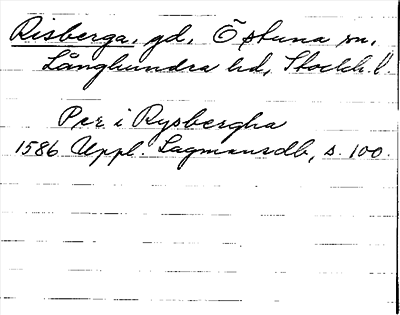 Risberga, gd, Östuna sn,
Långhundra hd, Stockh. l.
Per i Rysbergha
1586 Uppl. Lagmansdb, s. 100.